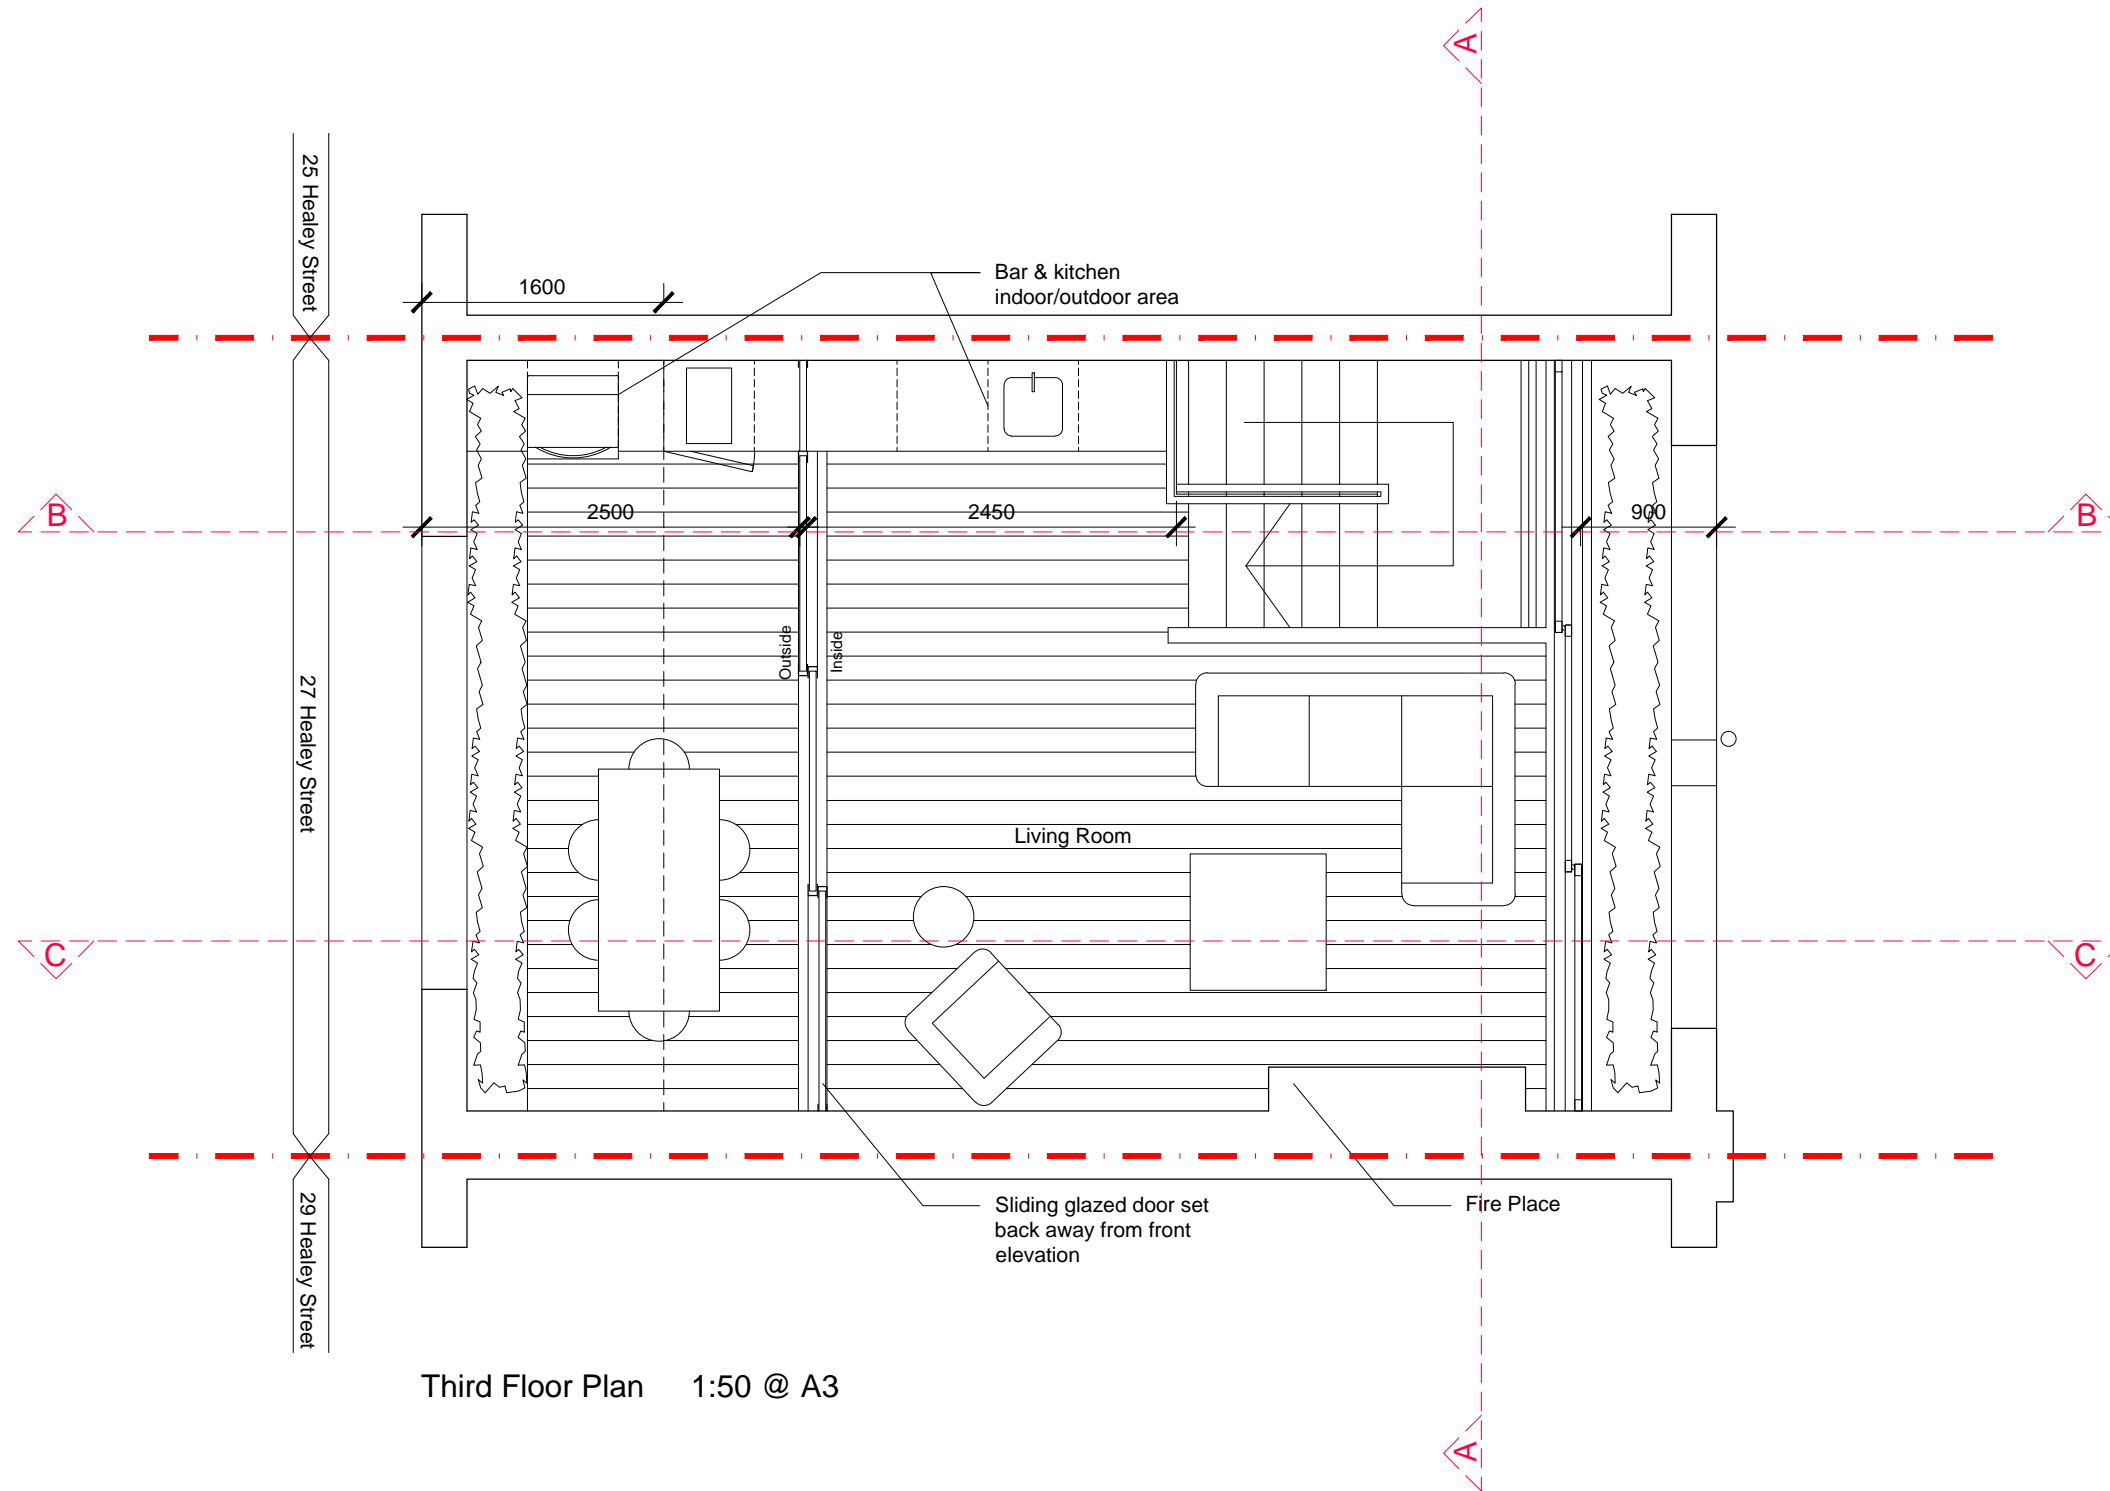 A
25 Healey Street
Bar & kitchen
indoor/outdoor area
1600
B
2500
2450
900
B
Outside
Inside
27 Healey Street
Living Room
C
C
Sliding glazed door set
back away from front
elevation
Fire Place
29 Healey Street
Third Floor Plan 1:50 @ A3
A